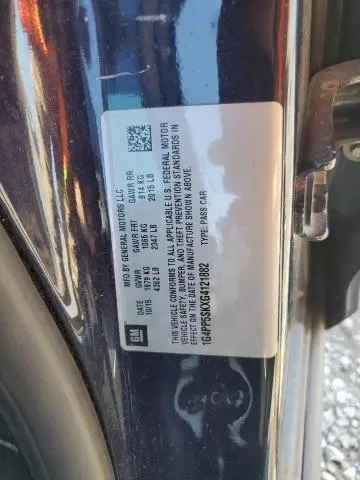 GM
MFD BY GENERAL MOTORS LLC
DATE GVWR GAWR FRT GAWR RR
10/15 1979 KG 1065 KG 914 KG
4362 LB 2347 LB 2015 LB
THIS VEHICLE CONFORMS TO ALL APPLICABLE U.S. FEDERAL MOTOR
VEHICLE SAFETY, BUMPER, AND THEFT PREVENTION STANDARDS IN
EFFECT ON THE DATE OF MANUFACTURE SHOWN ABOVE.
1G4PP5SKXG4121882 TYPE: PASS CAR